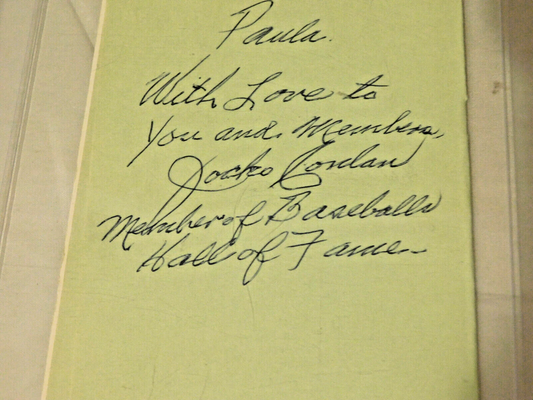 Paula.
With Love to
You and. Members,
Jocko Conlan
Member of Baseballs
Hall of Fame